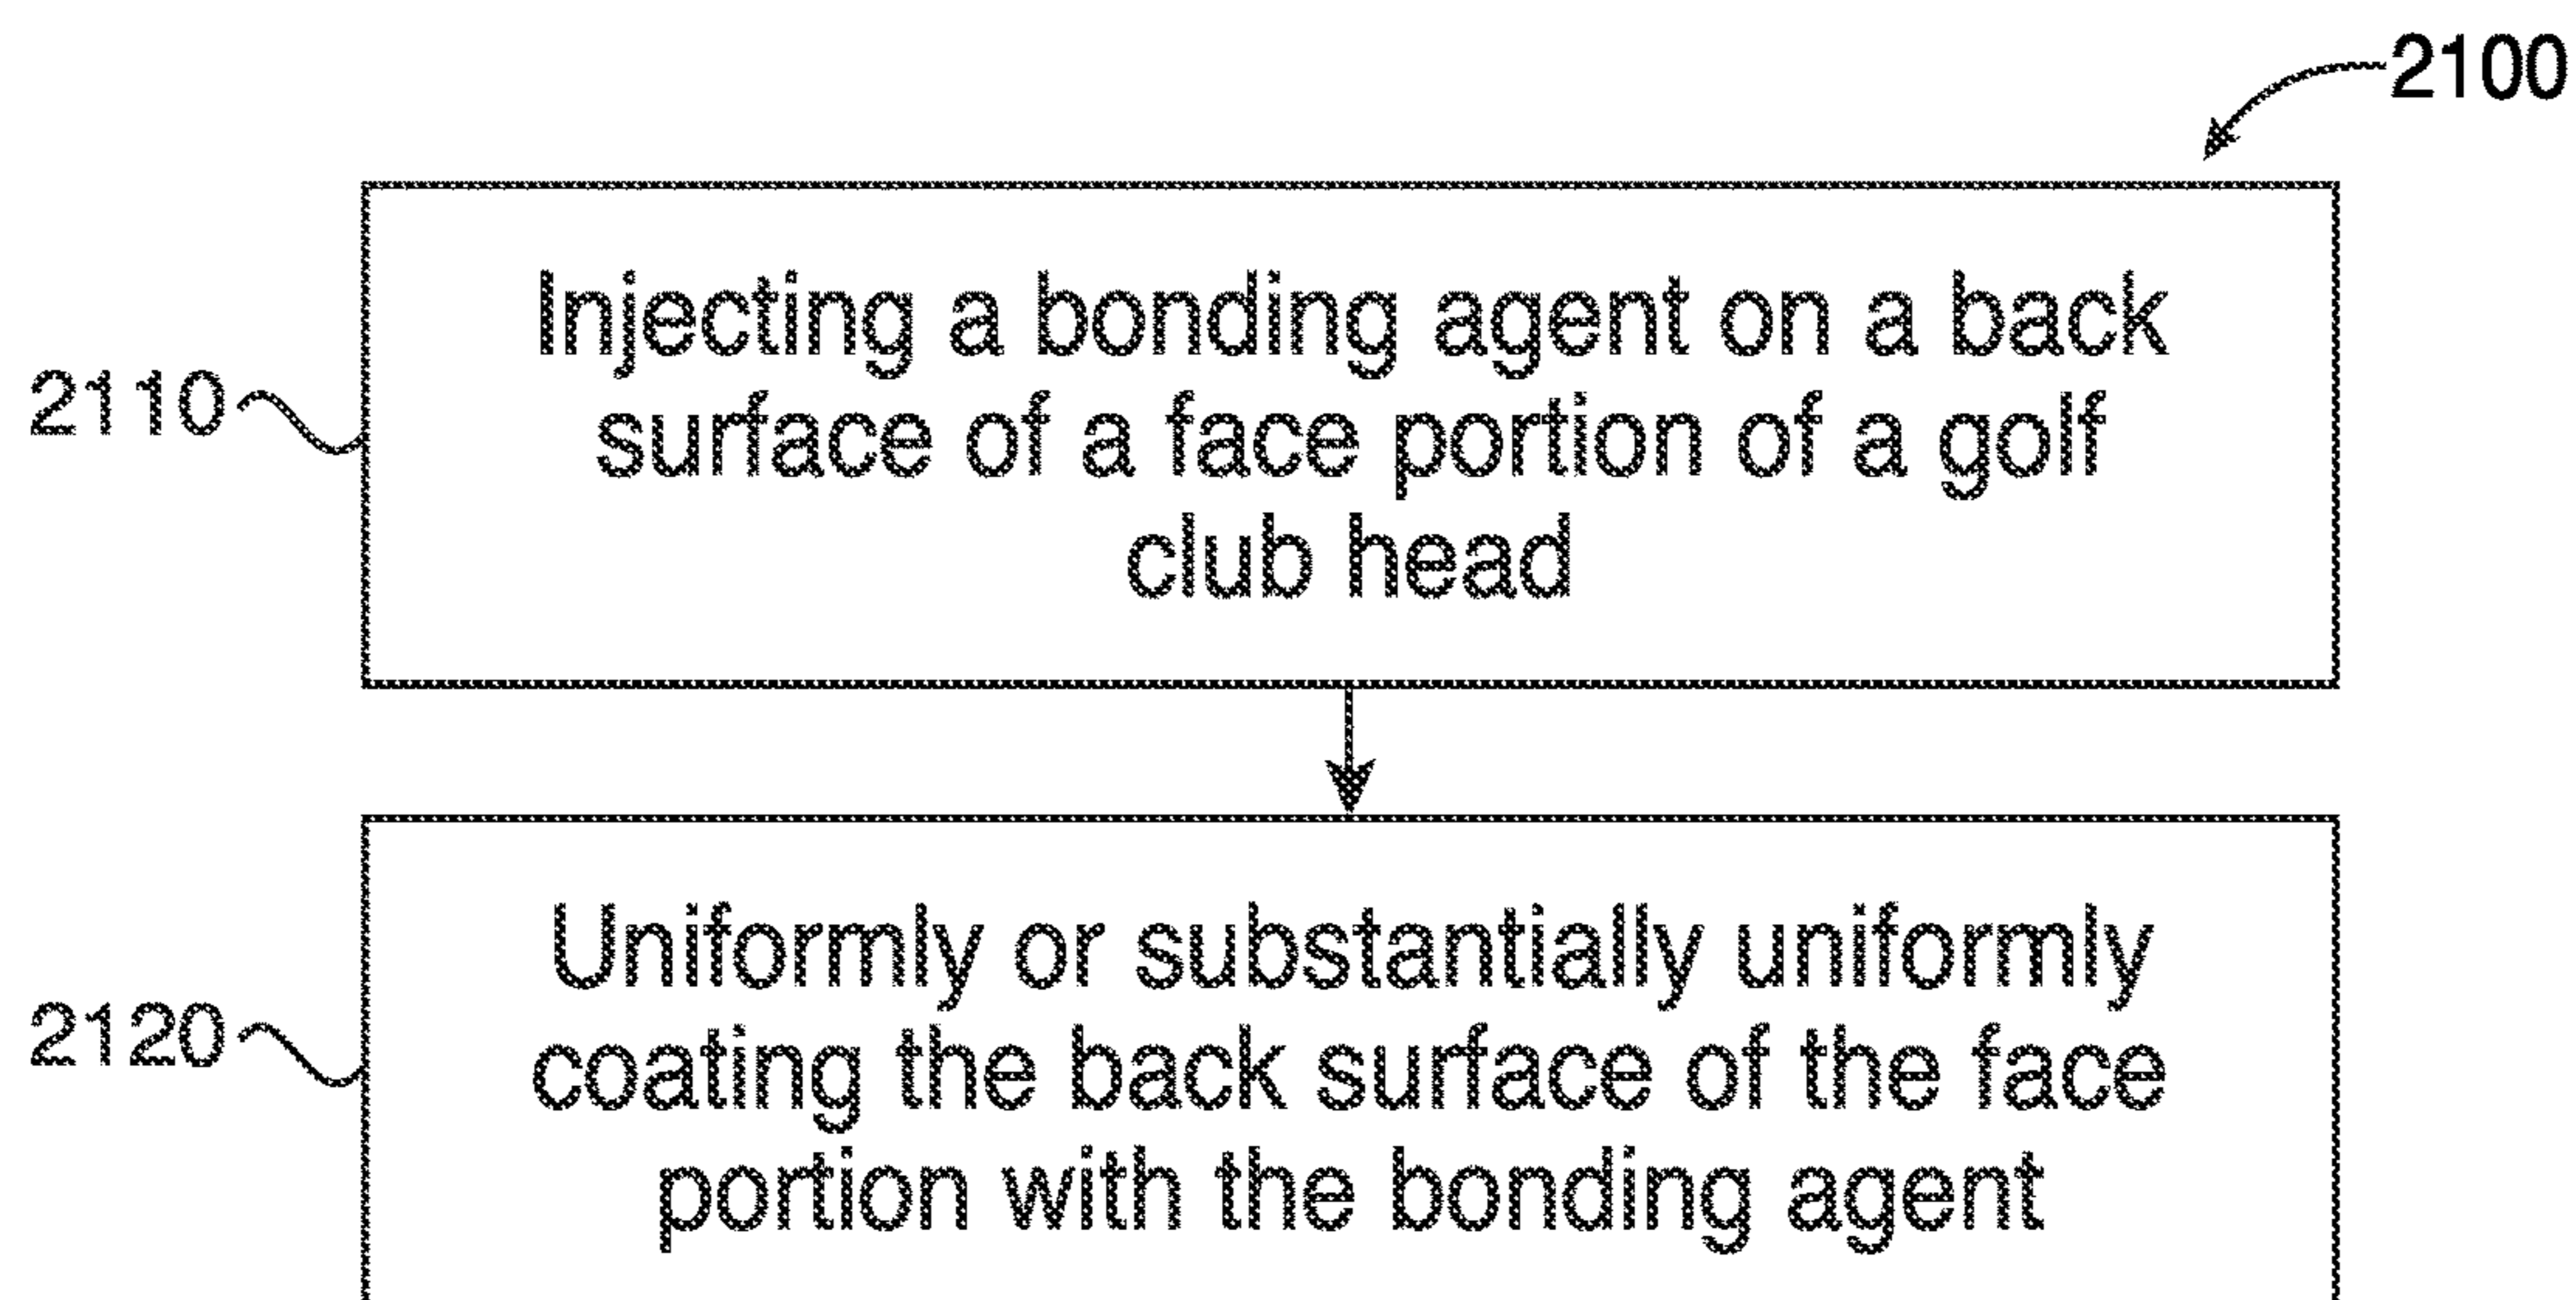 2100
Injecting a bonding agent on a back
surface of a face portion of a golf
club head
2110
Uniformly or substantially uniformly
coating the back surface of the face
portion with the bonding agent
2120